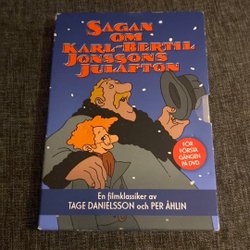 SAGAN
OM
KARL-BERTIL
JONSSONS
JULAFTON
FÖR
FÖRSTA
GÅNGEN
PÅ DVD
En filmklassiker av
TAGE DANIELSSON och PER ÅHLIN